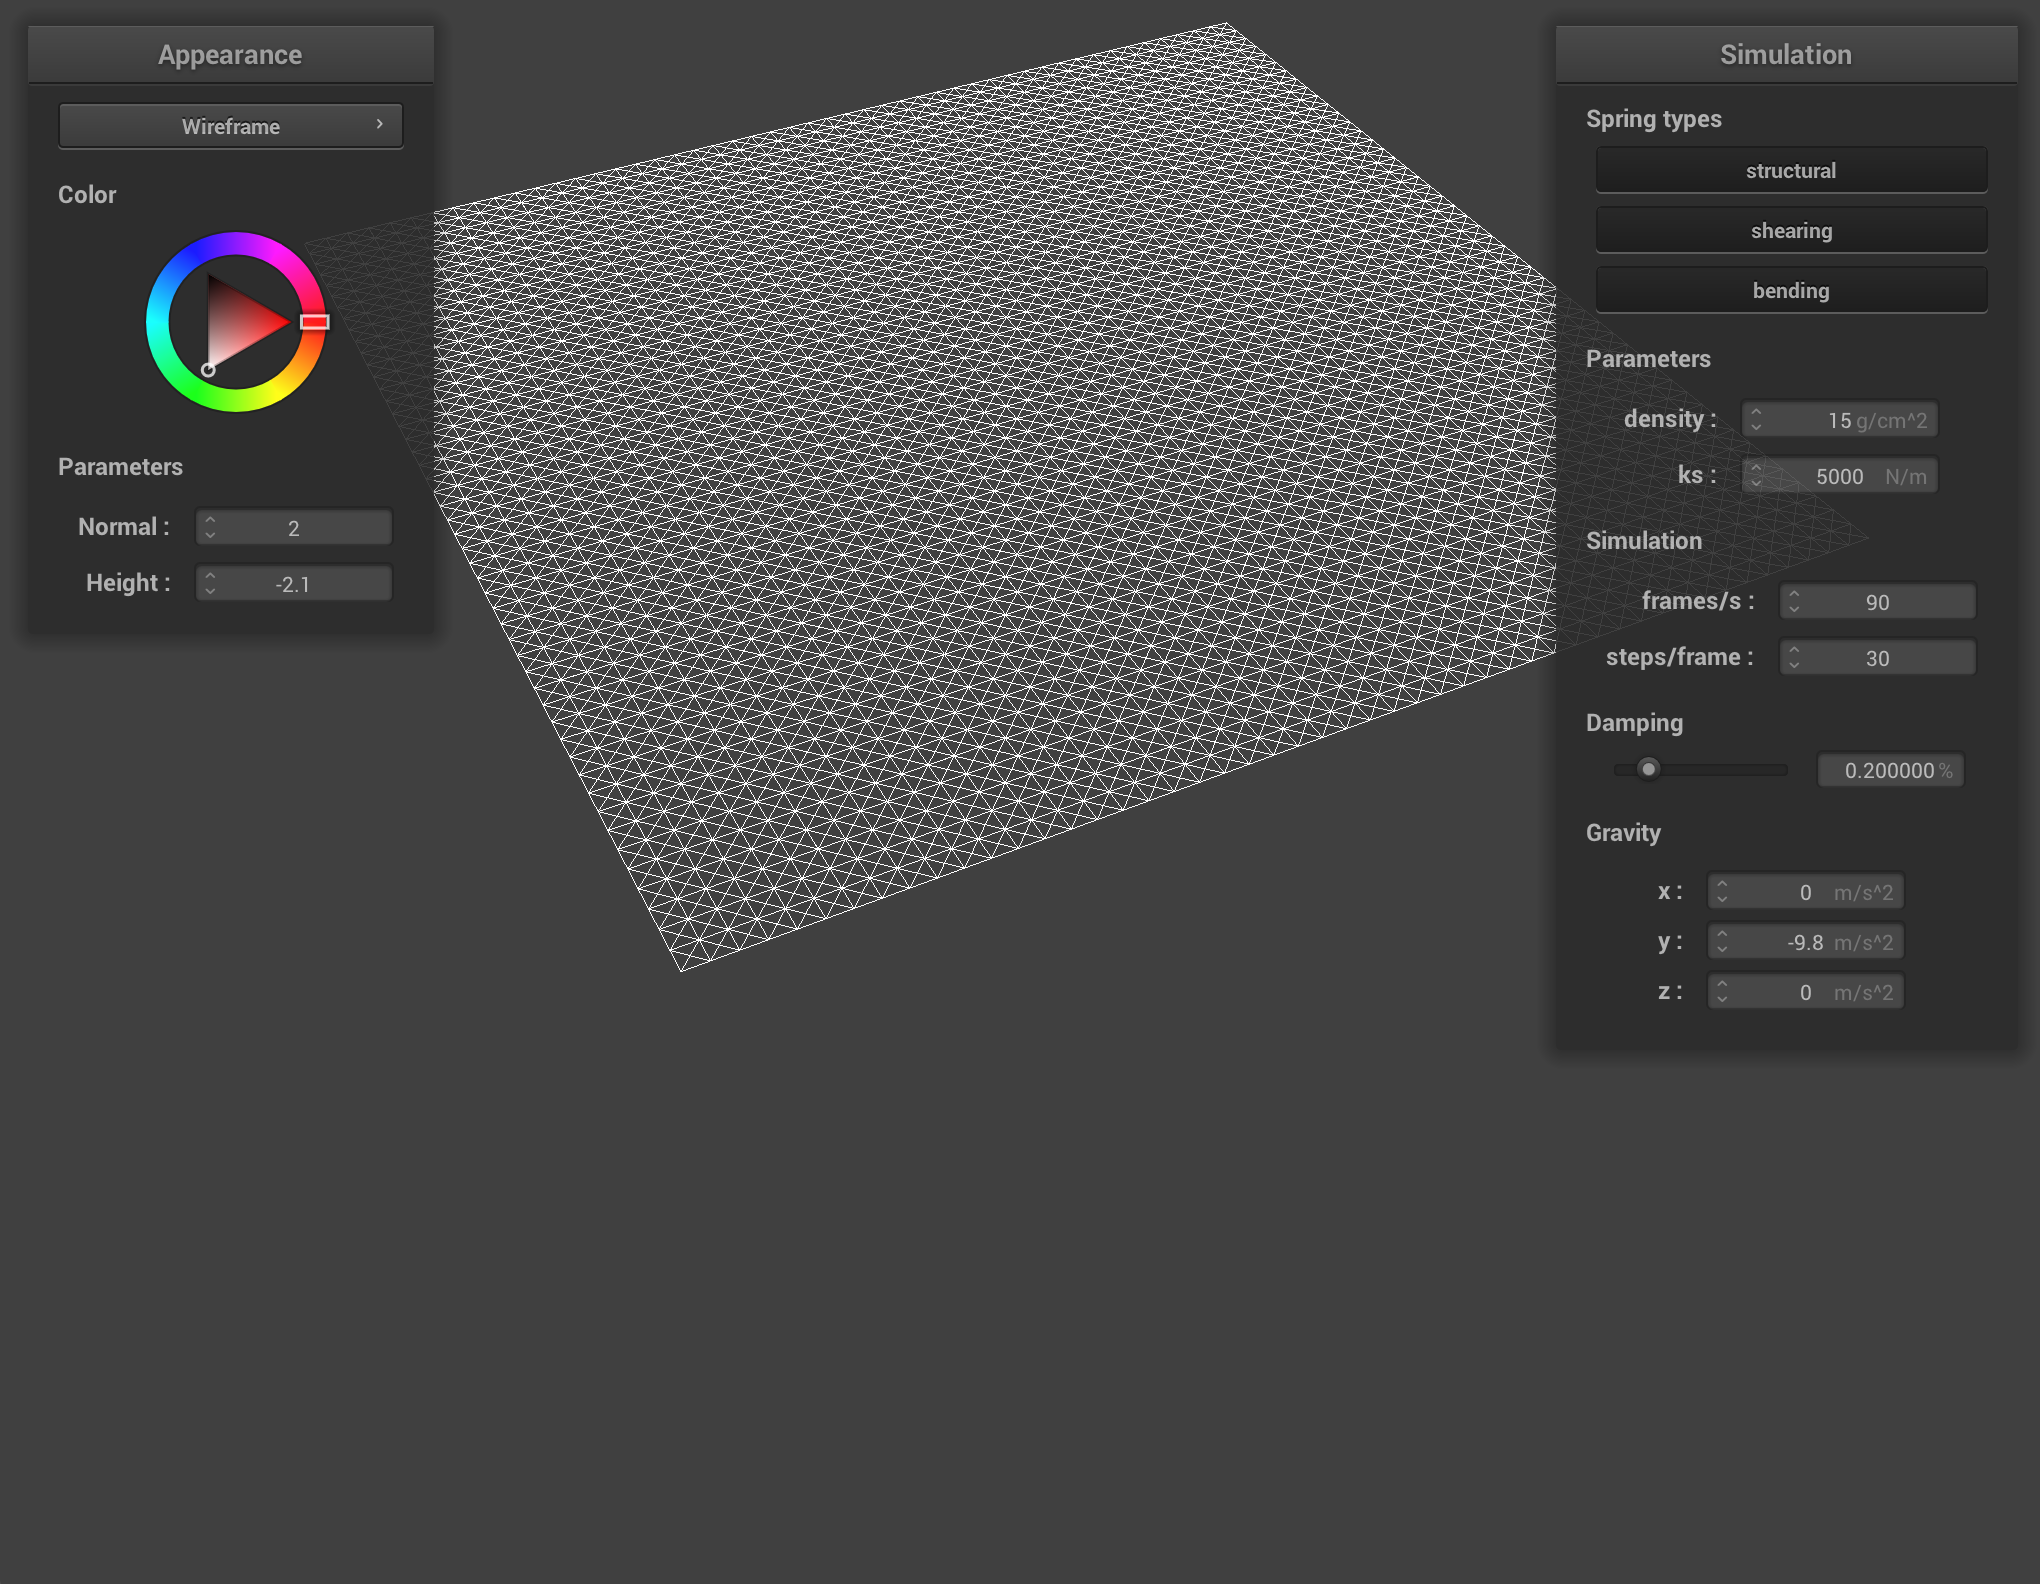 Appearance
Wireframe
Color
Parameters
Normal : 2
Height : -2.1
Simulation
Spring types
structural
shearing
bending
Parameters
density : 15 g/cm^2
ks : 5000 N/m
Simulation
frames/s : 90
steps/frame : 30
Damping
0.200000 %
Gravity
x : 0 m/s^2
y : -9.8 m/s^2
z : 0 m/s^2